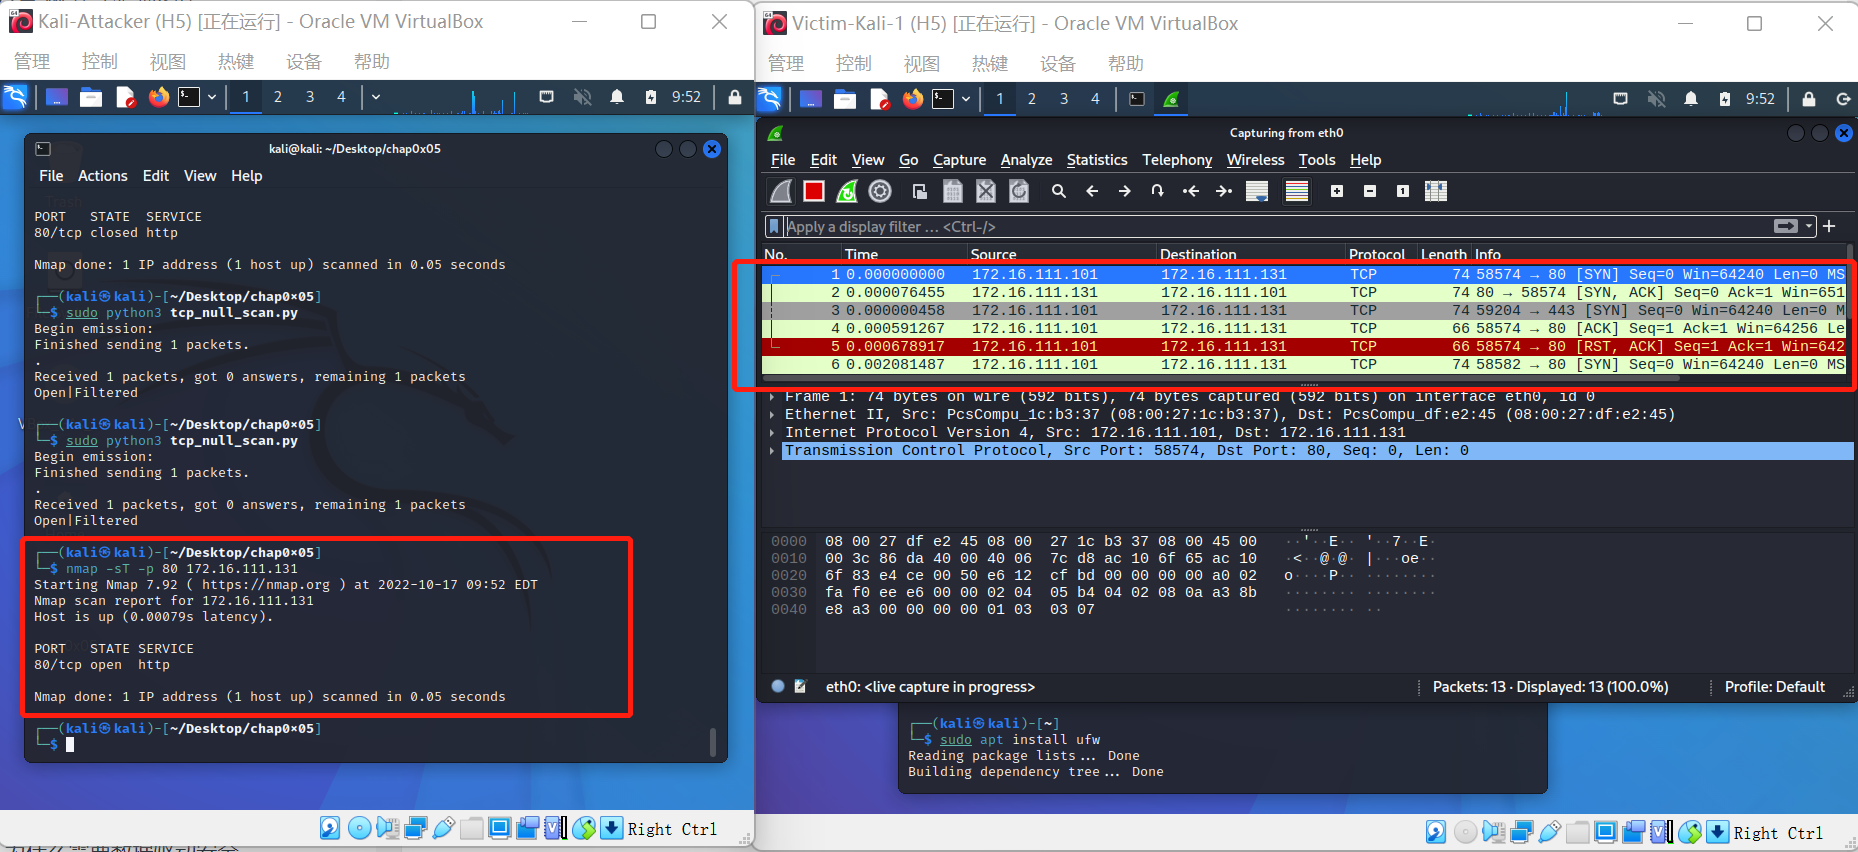 Kali-Attacker (H5) [正在运行] - Oracle VM VirtualBox
管理 控制 视图 热键 设备 帮助
1 2 3 4 9:52
kali@kali: ~/Desktop/chap0x05
File Actions Edit View Help
PORT STATE SERVICE
80/tcp closed http
Nmap done: 1 IP address (1 host up) scanned in 0.05 seconds
┌──(kali㉿kali)-[~/Desktop/chap0×05]
└─$ sudo python3 tcp_null_scan.py
Begin emission:
Finished sending 1 packets.
.
Received 1 packets, got 0 answers, remaining 1 packets
Open|Filtered
┌──(kali㉿kali)-[~/Desktop/chap0×05]
└─$ sudo python3 tcp_null_scan.py
Begin emission:
Finished sending 1 packets.
.
Received 1 packets, got 0 answers, remaining 1 packets
Open|Filtered
┌──(kali㉿kali)-[~/Desktop/chap0×05]
└─$ nmap -sT -p 80 172.16.111.131
Starting Nmap 7.92 ( https://nmap.org ) at 2022-10-17 09:52 EDT
Nmap scan report for 172.16.111.131
Host is up (0.00079s latency).
PORT STATE SERVICE
80/tcp open http
Nmap done: 1 IP address (1 host up) scanned in 0.05 seconds
┌──(kali㉿kali)-[~/Desktop/chap0×05]
└─$
Right Ctrl
Victim-Kali-1 (H5) [正在运行] - Oracle VM VirtualBox
管理 控制 视图 热键 设备 帮助
1 2 3 4 9:52
Capturing from eth0
File Edit View Go Capture Analyze Statistics Telephony Wireless Tools Help
Apply a display filter ... <Ctrl-/>
No. Time Source Destination Protocol Length Info
1 0.000000000 172.16.111.101 172.16.111.131 TCP 74 58574 → 80 [SYN] Seq=0 Win=64240 Len=0 MS
2 0.000076455 172.16.111.131 172.16.111.101 TCP 74 80 → 58574 [SYN, ACK] Seq=0 Ack=1 Win=651
3 0.000000458 172.16.111.101 172.16.111.131 TCP 74 59204 → 443 [SYN] Seq=0 Win=64240 Len=0 M
4 0.000591267 172.16.111.101 172.16.111.131 TCP 66 58574 → 80 [ACK] Seq=1 Ack=1 Win=64256 Le
5 0.000678917 172.16.111.101 172.16.111.131 TCP 66 58574 → 80 [RST, ACK] Seq=1 Ack=1 Win=642
6 0.002081487 172.16.111.101 172.16.111.131 TCP 74 58582 → 80 [SYN] Seq=0 Win=64240 Len=0 MS
Frame 1: 74 bytes on wire (592 bits), 74 bytes captured (592 bits) on interface eth0, id 0
Ethernet II, Src: PcsCompu_1c:b3:37 (08:00:27:1c:b3:37), Dst: PcsCompu_df:e2:45 (08:00:27:df:e2:45)
Internet Protocol Version 4, Src: 172.16.111.101, Dst: 172.16.111.131
Transmission Control Protocol, Src Port: 58574, Dst Port: 80, Seq: 0, Len: 0
0000 08 00 27 df e2 45 08 00 27 1c b3 37 08 00 45 00 ··'··E·· '··7··E·
0010 00 3c 86 da 40 00 40 06 7c d8 ac 10 6f 65 ac 10 ·<··@·@· |···oe··
0020 6f 83 e4 ce 00 50 e6 12 cf bd 00 00 00 00 a0 02 o····P·· ········
0030 fa f0 ee e6 00 00 02 04 05 b4 04 02 08 0a a3 8b ········ ········
0040 e8 a3 00 00 00 00 01 03 03 07 ········ ··
eth0: <live capture in progress> Packets: 13 · Displayed: 13 (100.0%) Profile: Default
┌──(kali㉿kali)-[~]
└─$ sudo apt install ufw
Reading package lists... Done
Building dependency tree... Done
Right Ctrl